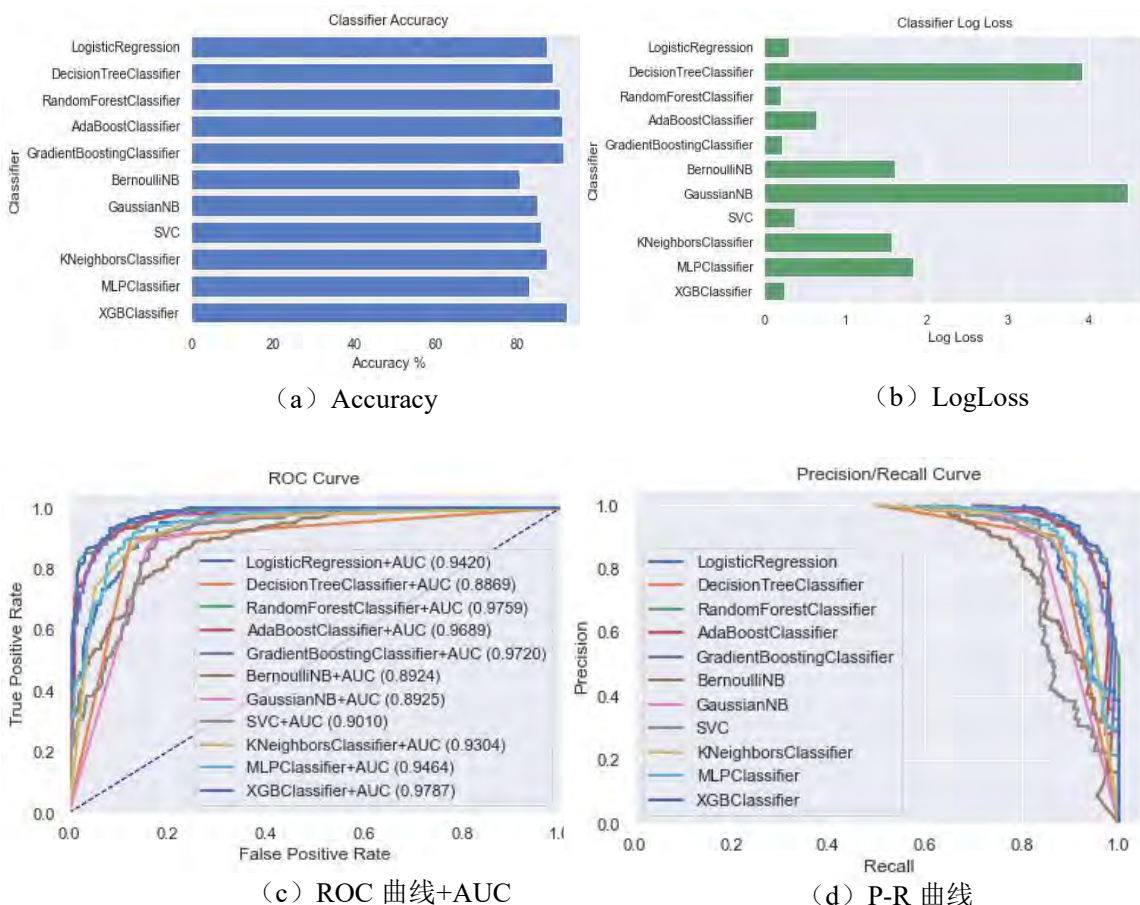 Classifier Accuracy
Classifier
LogisticRegression
DecisionTreeClassifier
RandomForestClassifier
AdaBoostClassifier
GradientBoostingClassifier
BernoulliNB
GaussianNB
SVC
KNeighborsClassifier
MLPClassifier
XGBClassifier
0 20 40 60 80
Accuracy %
(a)Accuracy
Classifier Log Loss
Classifier
LogisticRegression
DecisionTreeClassifier
RandomForestClassifier
AdaBoostClassifier
GradientBoostingClassifier
BernoulliNB
GaussianNB
SVC
KNeighborsClassifier
MLPClassifier
XGBClassifier
0 1 2 3 4
Log Loss
(b)LogLoss
ROC Curve
True Positive Rate
1.0
0.8
0.6
0.4
0.2
0.0
LogisticRegression+AUC (0.9420)
DecisionTreeClassifier+AUC (0.8869)
RandomForestClassifier+AUC (0.9759)
AdaBoostClassifier+AUC (0.9689)
GradientBoostingClassifier+AUC (0.9720)
BernoulliNB+AUC (0.8924)
GaussianNB+AUC (0.8925)
SVC+AUC (0.9010)
KNeighborsClassifier+AUC (0.9304)
MLPClassifier+AUC (0.9464)
XGBClassifier+AUC (0.9787)
0.0 0.2 0.4 0.6 0.8 1.0
False Positive Rate
(c)ROC 曲线+AUC
Precision/Recall Curve
Precision
1.0
0.8
0.6
0.4
0.2
0.0
LogisticRegression
DecisionTreeClassifier
RandomForestClassifier
AdaBoostClassifier
GradientBoostingClassifier
BernoulliNB
GaussianNB
SVC
KNeighborsClassifier
MLPClassifier
XGBClassifier
0.0 0.2 0.4 0.6 0.8 1.0
Recall
(d)P-R 曲线